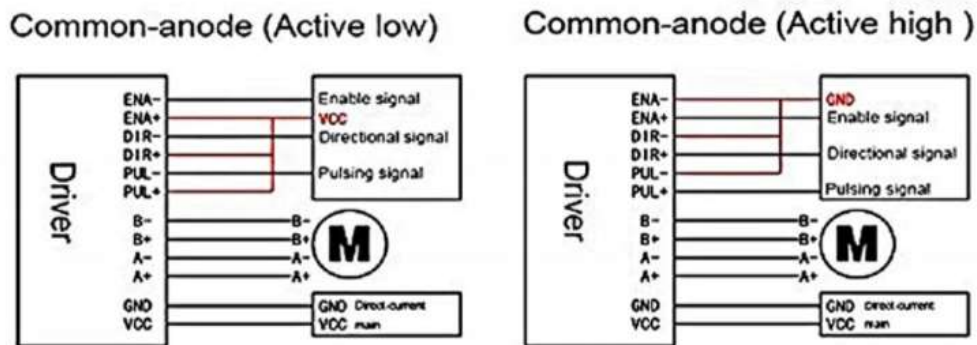 Common-anode (Active low)
ENA-
ENA+
DIR-
DIR+
PUL-
PUL+
B-
B+
A-
A+
GND
VCC
Driver
Enable signal
VCC
Directional signal
Pulsing signal
B-
B+
A-
A+
M
GND Direct-current
VCC main
Common-anode (Active high )
ENA-
ENA+
DIR-
DIR+
PUL-
PUL+
B-
B+
A-
A+
GND
VCC
Driver
GND
Enable signal
Directional signal
Pulsing signal
B-
B+
A-
A+
M
GND Direct-current
VCC main